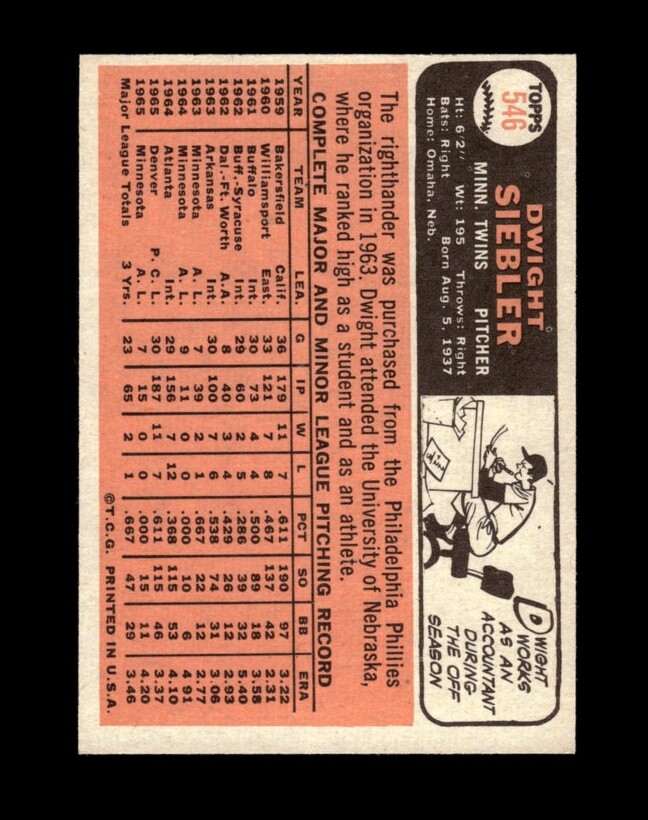 TOPPS
546
DWIGHT
SIEBLER
MINN. TWINS PITCHER
Ht: 6'2" Wt: 195 Throws: Right
Bats: Right Born Aug. 5, 1937
Home: Omaha, Neb.
DWIGHT
WORKS
AS AN
ACCOUNTANT
DURING
THE OFF
SEASON
The righthander was purchased from the Philadelphia Phillies
organization in 1963. Dwight attended the University of Nebraska,
where he ranked high as a student and as an athlete.
COMPLETE MAJOR AND MINOR LEAGUE PITCHING RECORD
YEAR TEAM LEA. G IP W L PCT SO BB ERA
1959 Bakersfield Calif. 36 179 11 7 .611 190 97 3.22
1960 Williamsport East. 33 121 7 8 .467 137 42 2.31
1961 Buffalo Int. 39 73 4 4 .500 89 18 3.58
1962 Buff.-Syracuse Int. 29 60 2 5 .286 39 32 5.40
1962 Dal.-Ft. Worth A.A. 8 40 3 4 .429 26 12 2.93
1963 Arkansas Int. 30 100 7 6 .538 74 31 3.06
1963 Minnesota A. L. 7 39 2 1 .667 22 12 2.77
1964 Minnesota A. L. 9 11 0 0 .000 10 6 4.91
1964 Atlanta Int. 29 156 7 12 .368 115 53 4.10
1965 Denver P. C. L. 30 187 11 7 .611 115 46 3.37
1965 Minnesota A. L. 7 15 0 0 .000 15 11 4.20
Major League Totals 3 Yrs. 23 65 2 1 .667 47 29 3.46
©T.C.G. PRINTED IN U.S.A.